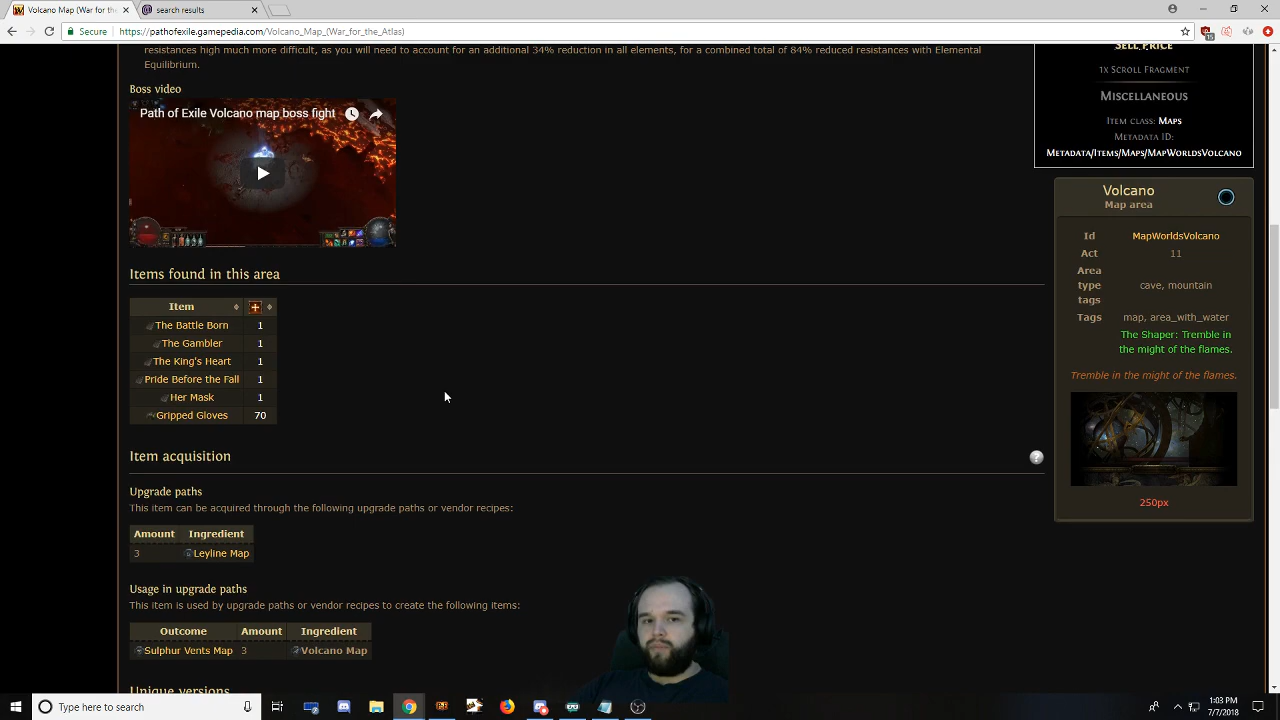 Volcano Map (War for the
search results
Secure
https://pathofexile.gamepedia.com/Volcano_Map_(War_for_the_Atlas)
15
resistances high much more difficult, as you will need to account for an additional 34% reduction in all elements, for a combined total of 84% reduced resistances with Elemental
Equilibrium.
Boss video
Path of Exile Volcano map boss fight
Items found in this area
Item
The Battle Born 1
The Gambler 1
The King's Heart 1
Pride Before the Fall 1
Her Mask 1
Gripped Gloves 70
Item acquisition
?
Upgrade paths
This item can be acquired through the following upgrade paths or vendor recipes:
Amount Ingredient
3 Leyline Map
Usage in upgrade paths
This item is used by upgrade paths or vendor recipes to create the following items:
Outcome Amount Ingredient
Sulphur Vents Map 3 Volcano Map
Unique versions
Sell Price
1x Scroll Fragment
Miscellaneous
Item class: Maps
Metadata ID:
Metadata/Items/Maps/MapWorldsVolcano
Volcano
Map area
Id MapWorldsVolcano
Act 11
Area
type
tags
cave, mountain
Tags map, area_with_water
The Shaper: Tremble in
the might of the flames.
Tremble in the might of the flames.
250px
Type here to search
1:03 PM
7/7/2018